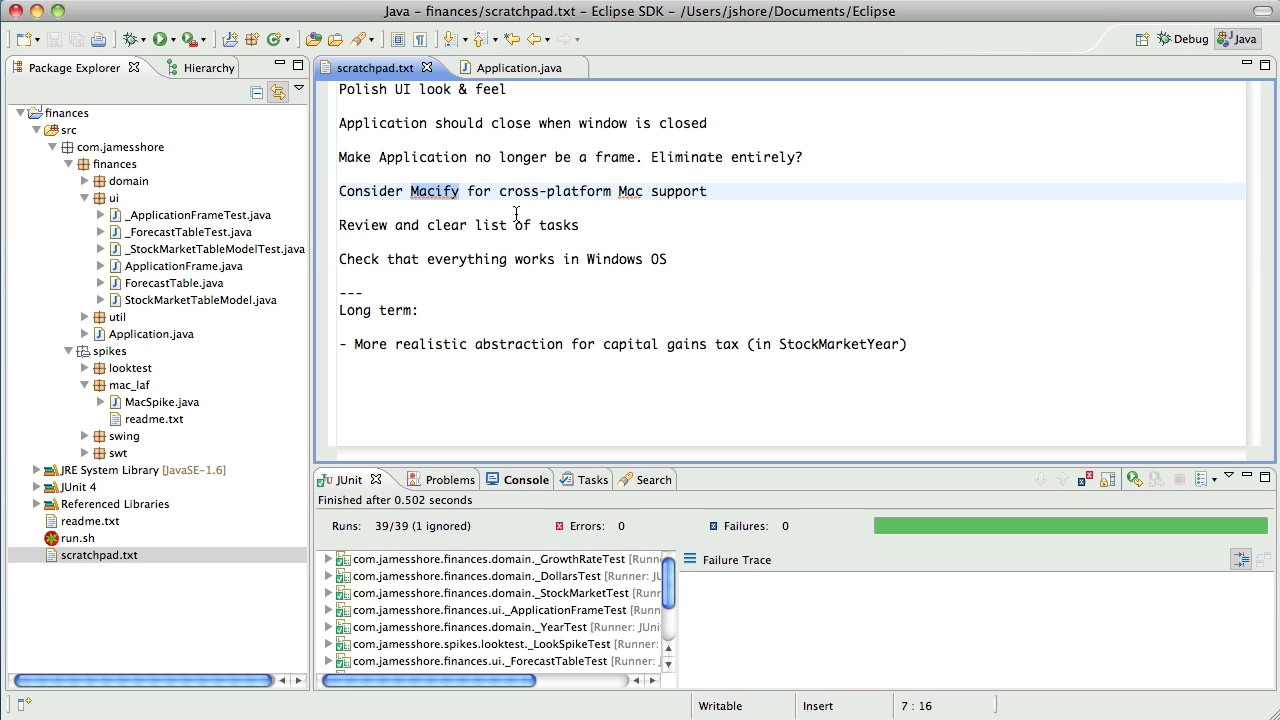 Java - finances/scratchpad.txt - Eclipse SDK - /Users/jshore/Documents/Eclipse
Debug
Java
Package Explorer
Hierarchy
finances
src
com.jamesshore
finances
domain
ui
_ApplicationFrameTest.java
_ForecastTableTest.java
_StockMarketTableModelTest.java
ApplicationFrame.java
ForecastTable.java
StockMarketTableModel.java
util
Application.java
spikes
looktest
mac_laf
MacSpike.java
readme.txt
swing
swt
JRE System Library [JavaSE-1.6]
JUnit 4
Referenced Libraries
readme.txt
run.sh
scratchpad.txt
scratchpad.txt
Application.java
Polish UI look & feel
Application should close when window is closed
Make Application no longer be a frame. Eliminate entirely?
Consider Macify for cross-platform Mac support
Review and clear list of tasks
Check that everything works in Windows OS
---
Long term:
- More realistic abstraction for capital gains tax (in StockMarketYear)
JUnit
Problems
Console
Tasks
Search
Finished after 0.502 seconds
Runs: 39/39 (1 ignored)
Errors: 0
Failures: 0
com.jamesshore.finances.domain._GrowthRateTest [Runn
com.jamesshore.finances.domain._DollarsTest [Runner: JU
com.jamesshore.finances.domain._StockMarketTest [Runn
com.jamesshore.finances.ui._ApplicationFrameTest [Runn
com.jamesshore.finances.domain._YearTest [Runner: JUni
com.jamesshore.spikes.looktest._LookSpikeTest [Runner:
com.jamesshore.finances.ui._ForecastTableTest [Runner:
Failure Trace
Writable
Insert
7 : 16